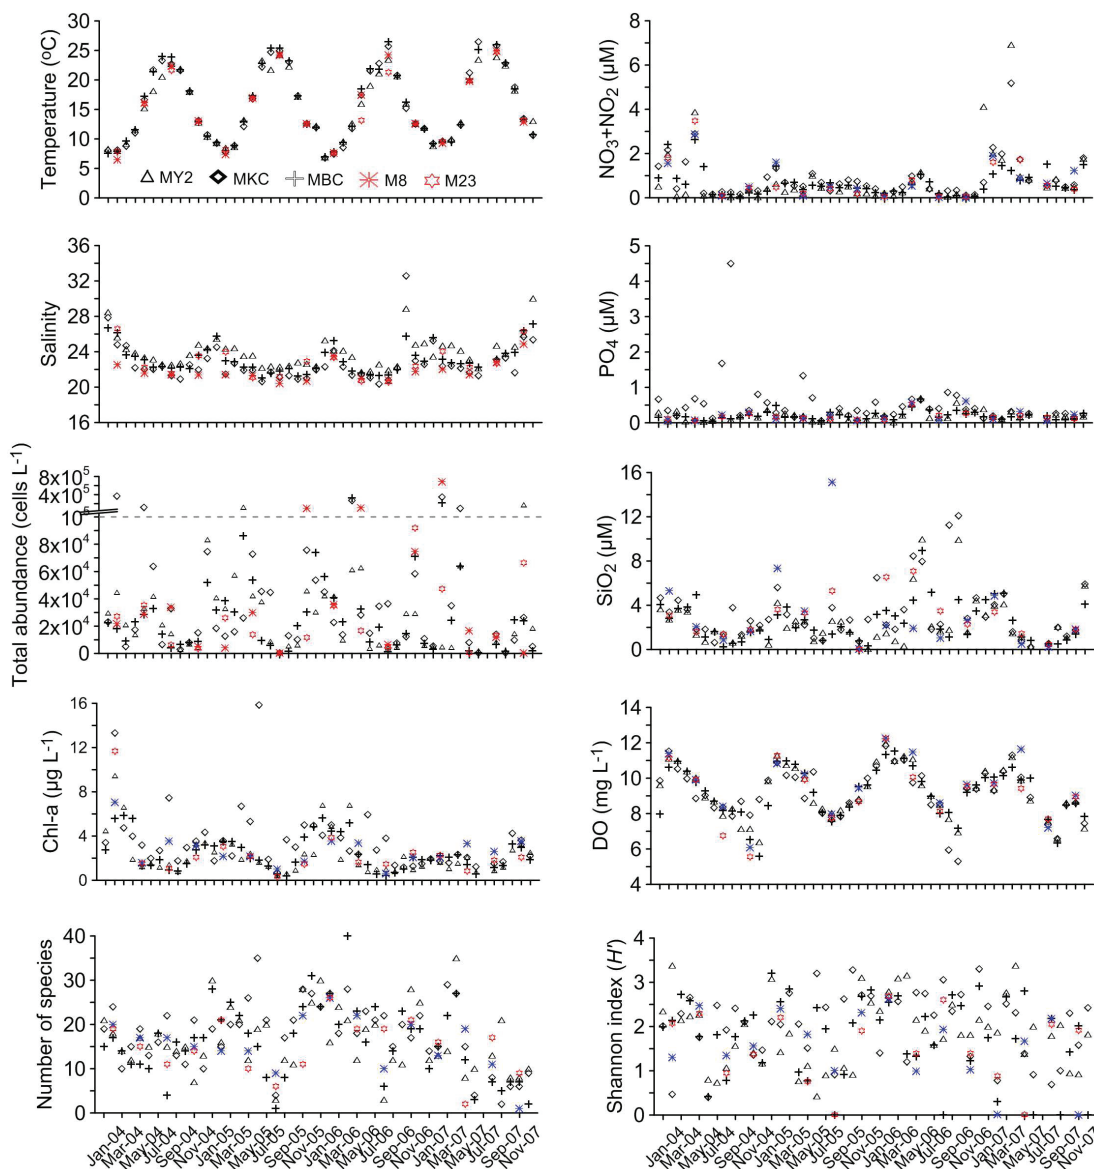 Temperature (ºC)
30
25
20
15
10
5
0
MY2 MKC MBC M8 M23
NO3+NO2 (µM)
8
6
4
2
0
Salinity
36
32
28
24
20
16
PO4 (µM)
5
4
3
2
1
0
Total abundance (cells L-1)
8x10^5
4x10^5
5
10
8x10^4
6x10^4
4x10^4
2x10^4
0
SiO2 (µM)
16
12
8
4
0
Chl-a (µg L-1)
16
12
8
4
0
DO (mg L-1)
14
12
10
8
6
4
Number of species
40
30
20
10
0
Jan-04
Mar-04
May-04
Jul-04
Sep-04
Nov-04
Jan-05
Mar-05
May-05
Jul-05
Sep-05
Nov-05
Jan-06
Mar-06
May-06
Jul-06
Sep-06
Nov-06
Jan-07
Mar-07
May-07
Jul-07
Sep-07
Nov-07
Shannon index (H')
4
3
2
1
0
Jan-04
Mar-04
May-04
Jul-04
Sep-04
Nov-04
Jan-05
Mar-05
May-05
Jul-05
Sep-05
Nov-05
Jan-06
Mar-06
May-06
Jul-06
Sep-06
Nov-06
Jan-07
Mar-07
May-07
Jul-07
Sep-07
Nov-07